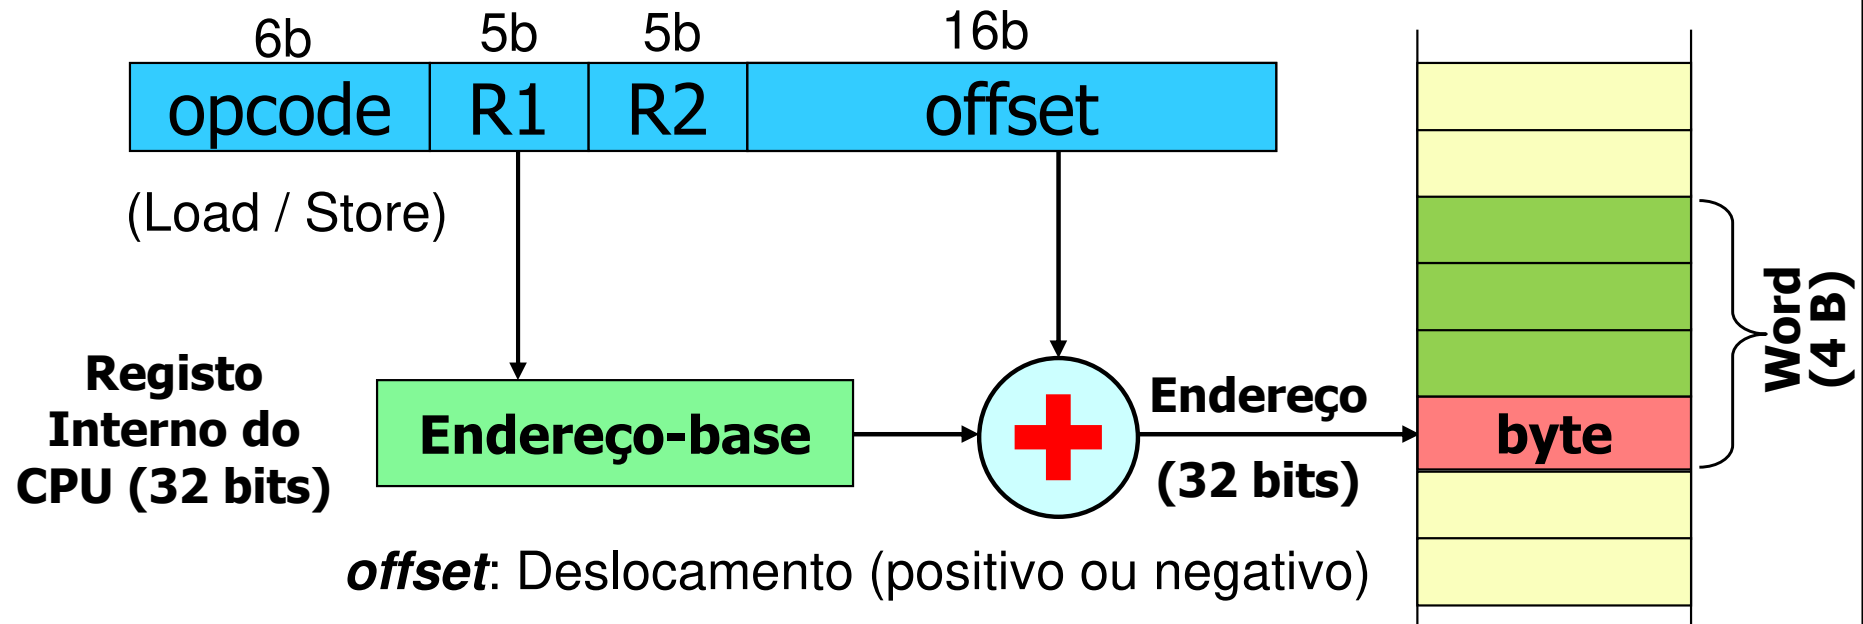 6b 5b 5b 16b
opcode R1 R2 offset
(Load / Store)
Registo
Interno do
CPU (32 bits)
Endereço-base
Endereço
(32 bits)
byte
Word
(4 B)
offset: Deslocamento (positivo ou negativo)